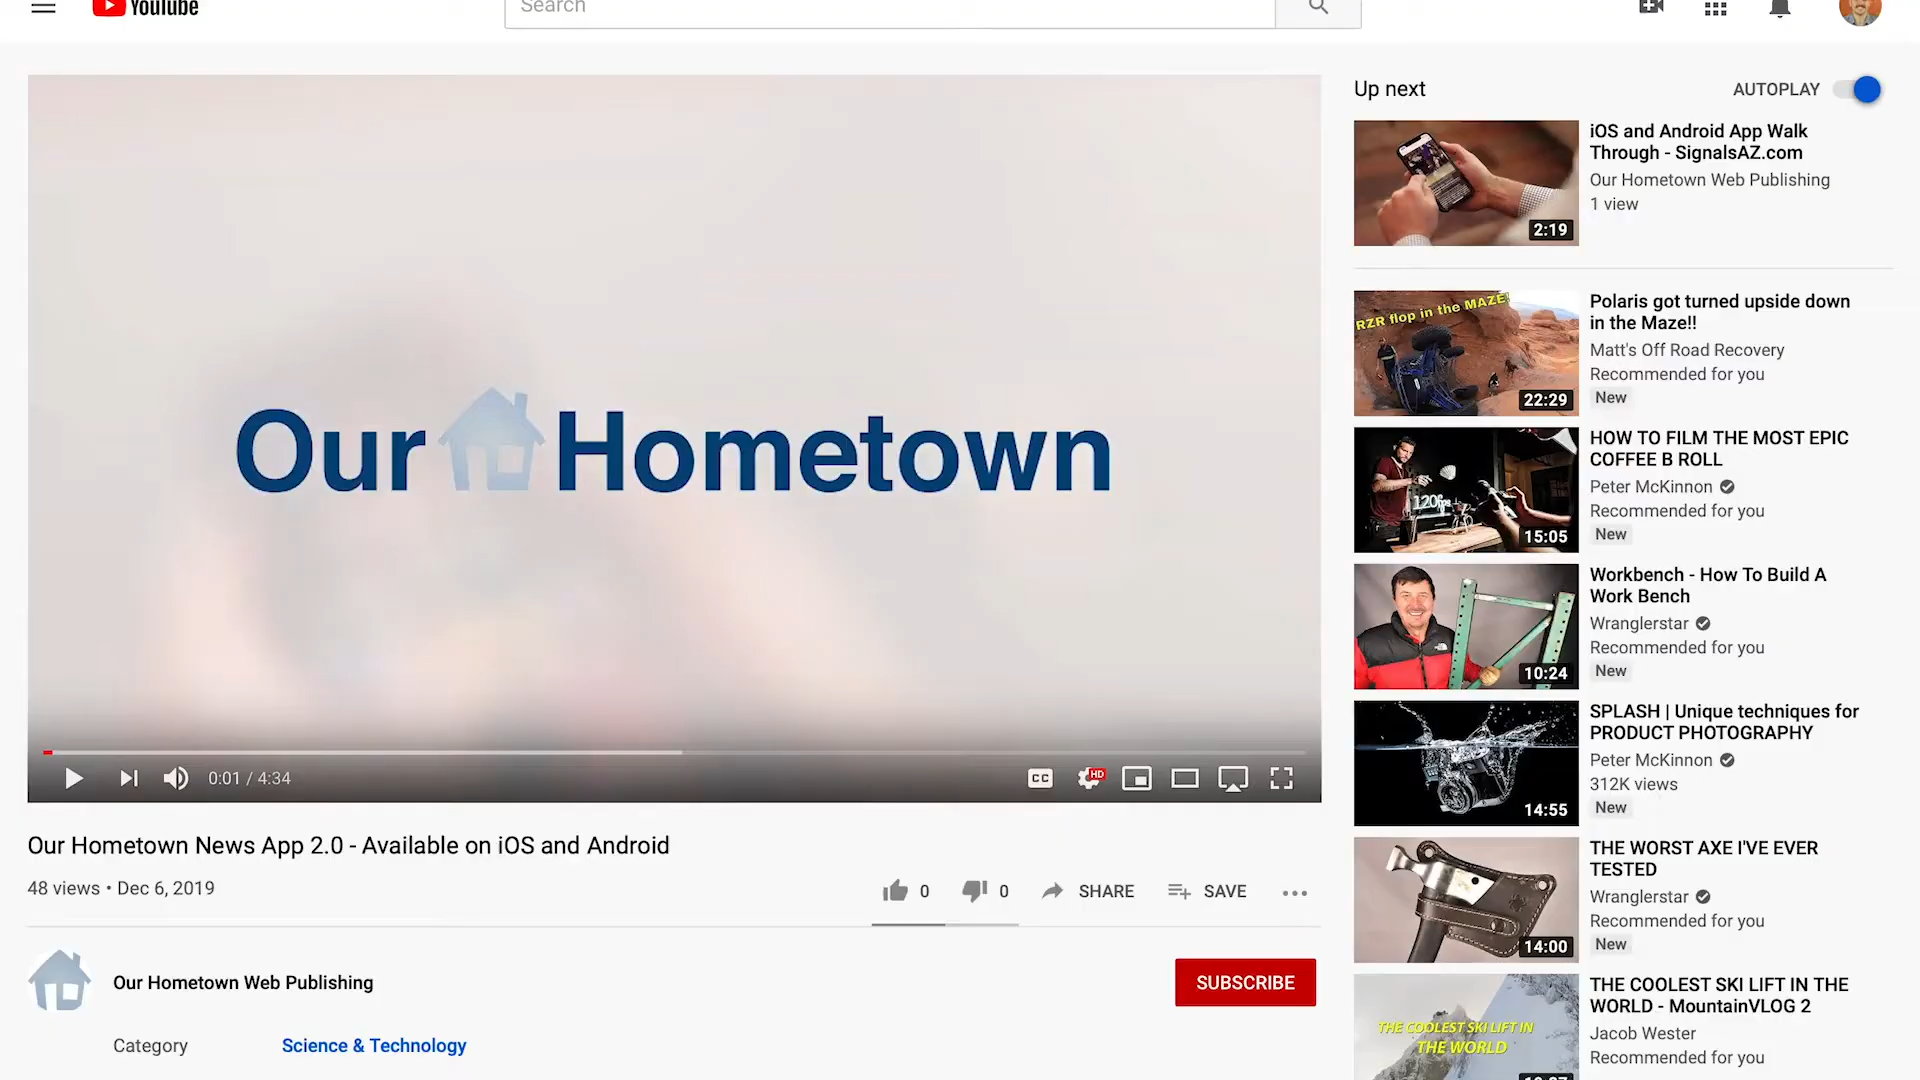 YouTube
Search
Our Hometown
0:01 / 4:34
CC
HD
Our Hometown News App 2.0 - Available on iOS and Android
48 views • Dec 6, 2019
0
0
SHARE
SAVE
Our Hometown Web Publishing
SUBSCRIBE
Category
Science & Technology
Up next
AUTOPLAY
2:19
iOS and Android App Walk
Through - SignalsAZ.com
Our Hometown Web Publishing
1 view
RZR flop in the MAZE!
22:29
Polaris got turned upside down
in the Maze!!
Matt's Off Road Recovery
Recommended for you
New
120fps
15:05
HOW TO FILM THE MOST EPIC
COFFEE B ROLL
Peter McKinnon
Recommended for you
New
10:24
Workbench - How To Build A
Work Bench
Wranglerstar
Recommended for you
New
14:55
SPLASH | Unique techniques for
PRODUCT PHOTOGRAPHY
Peter McKinnon
312K views
New
14:00
THE WORST AXE I'VE EVER
TESTED
Wranglerstar
Recommended for you
New
THE COOLEST SKI LIFT IN
THE WORLD
THE COOLEST SKI LIFT IN THE
WORLD - MountainVLOG 2
Jacob Wester
Recommended for you